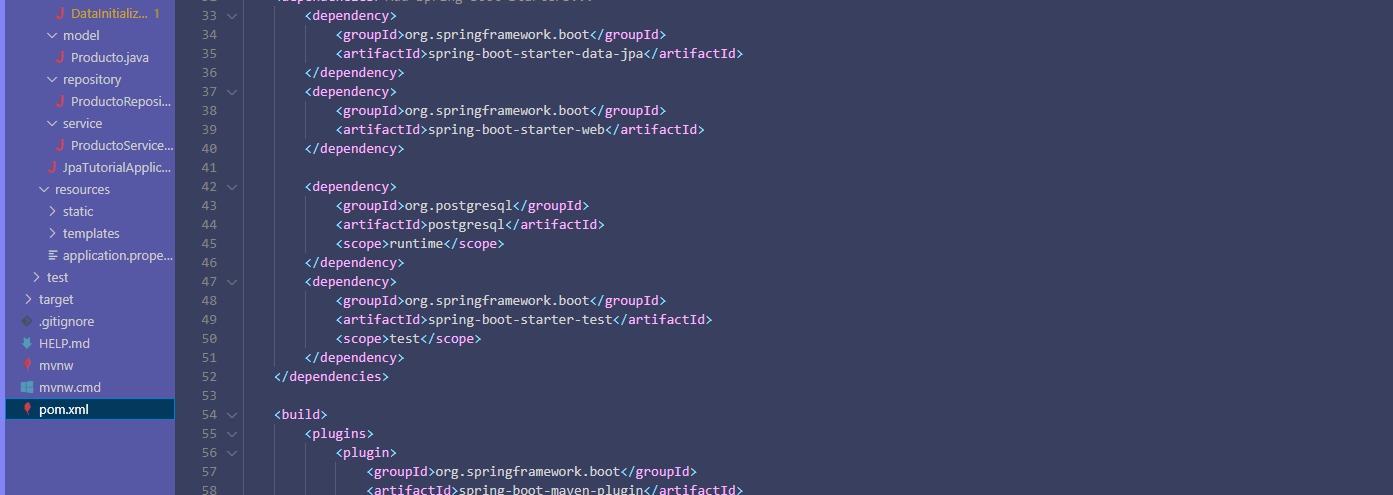 DataInitializ... 1
model
Producto.java
repository
ProductoReposi...
service
ProductoService...
JpaTutorialApplic...
resources
static
templates
application.prope...
test
target
.gitignore
HELP.md
mvnw
mvnw.cmd
pom.xml
33 <dependency>
34 <groupId>org.springframework.boot</groupId>
35 <artifactId>spring-boot-starter-data-jpa</artifactId>
36 </dependency>
37 <dependency>
38 <groupId>org.springframework.boot</groupId>
39 <artifactId>spring-boot-starter-web</artifactId>
40 </dependency>
41
42 <dependency>
43 <groupId>org.postgresql</groupId>
44 <artifactId>postgresql</artifactId>
45 <scope>runtime</scope>
46 </dependency>
47 <dependency>
48 <groupId>org.springframework.boot</groupId>
49 <artifactId>spring-boot-starter-test</artifactId>
50 <scope>test</scope>
51 </dependency>
52 </dependencies>
53
54 <build>
55 <plugins>
56 <plugin>
57 <groupId>org.springframework.boot</groupId>
58 <artifactId>spring-boot-maven-plugin</artifactId>